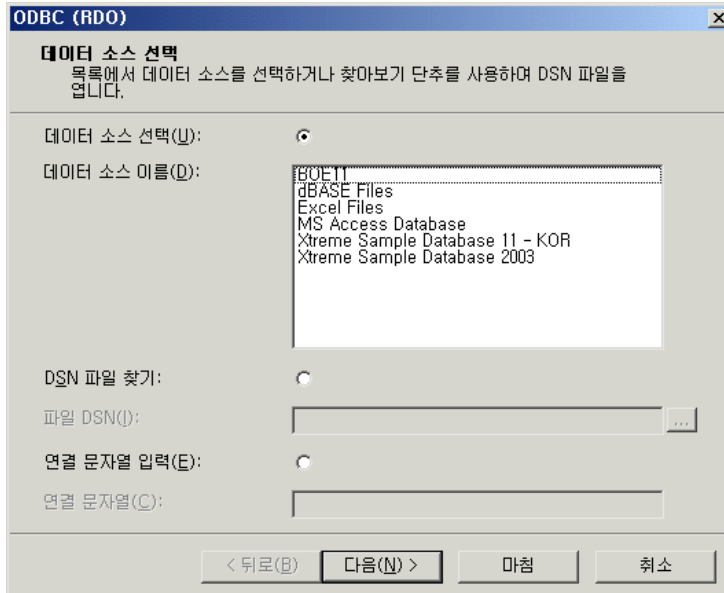 ODBC (RDO)
데이터 소스 선택
목록에서 데이터 소스를 선택하거나 찾아보기 단추를 사용하여 DSN 파일을
엽니다.
데이터 소스 선택(U):
데이터 소스 이름(D):
BOE11
dBASE Files
Excel Files
MS Access Database
Xtreme Sample Database 11 - KOR
Xtreme Sample Database 2003
DSN 파일 찾기:
파일 DSN(I):
...
연결 문자열 입력(E):
연결 문자열(C):
< 뒤로(B) 다음(N) > 마침 취소